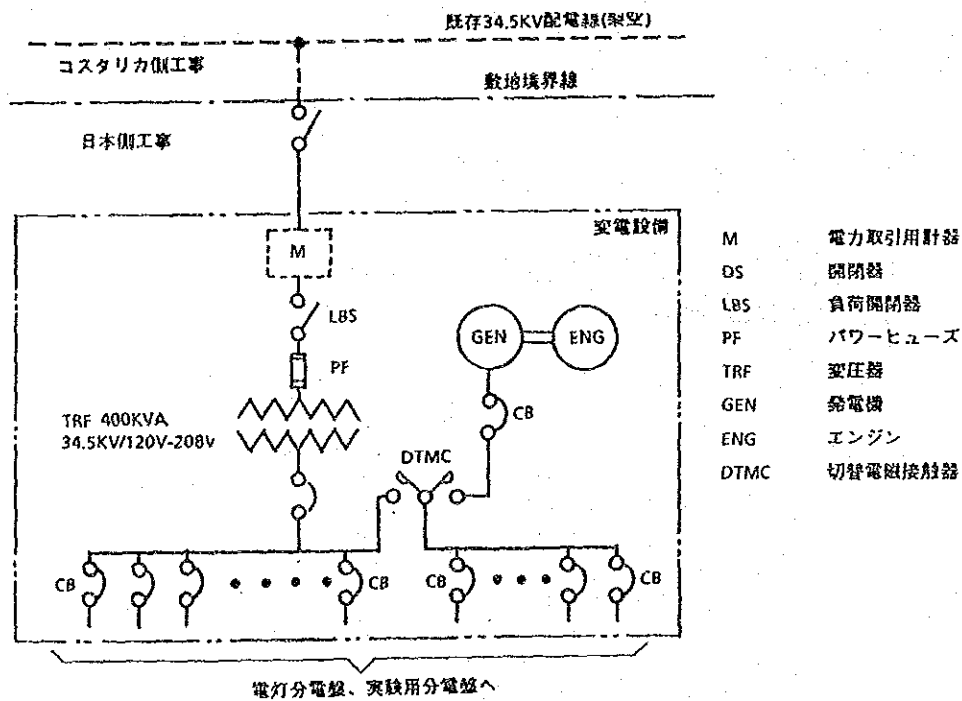 既存34.5KV配電線(架空)
コスタリカ側工事
敷地境界線
日本側工事
変電設備
M
LBS
PF
TRF 400KVA
34.5KV/120V-208V
GEN
ENG
CB
DTMC
CB
CB
CB
CB
電灯分電盤、実験用分電盤へ
M 電力取引用計器
DS 開閉器
LBS 負荷開閉器
PF パワーヒューズ
TRF 変圧器
GEN 発電機
ENG エンジン
DTMC 切替電磁接触器